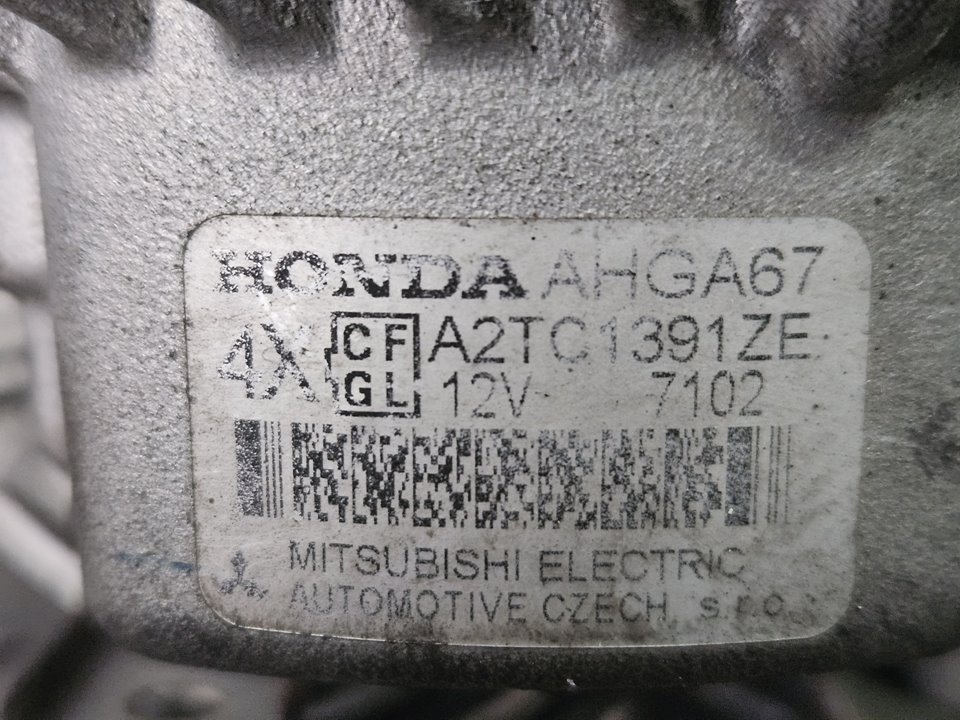 HONDA AHGA67
4X CF A2TC1391ZE
GL 12V 7102
MITSUBISHI ELECTRIC
AUTOMOTIVE CZECH s.r.o.